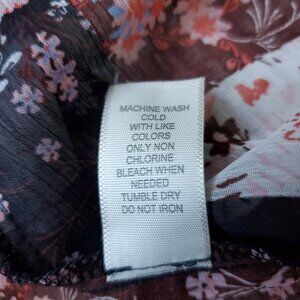 MACHINE WASH
COLD
WITH LIKE
COLORS
ONLY NON
CHLORINE
BLEACH WHEN
NEEDED
TUMBLE DRY
DO NOT IRON